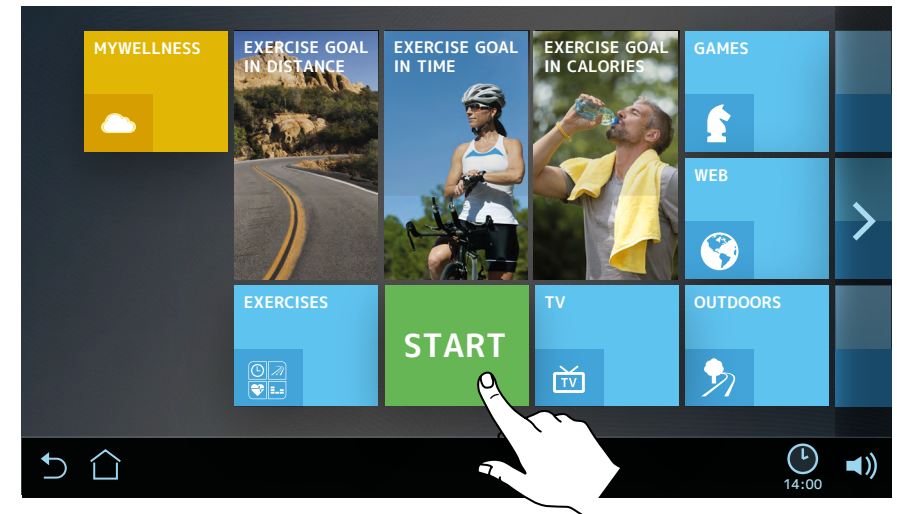 MYWELLNESS
EXERCISE GOAL
IN DISTANCE
EXERCISE GOAL
IN TIME
EXERCISE GOAL
IN CALORIES
GAMES
WEB
EXERCISES
START
TV
TV
OUTDOORS
14:00